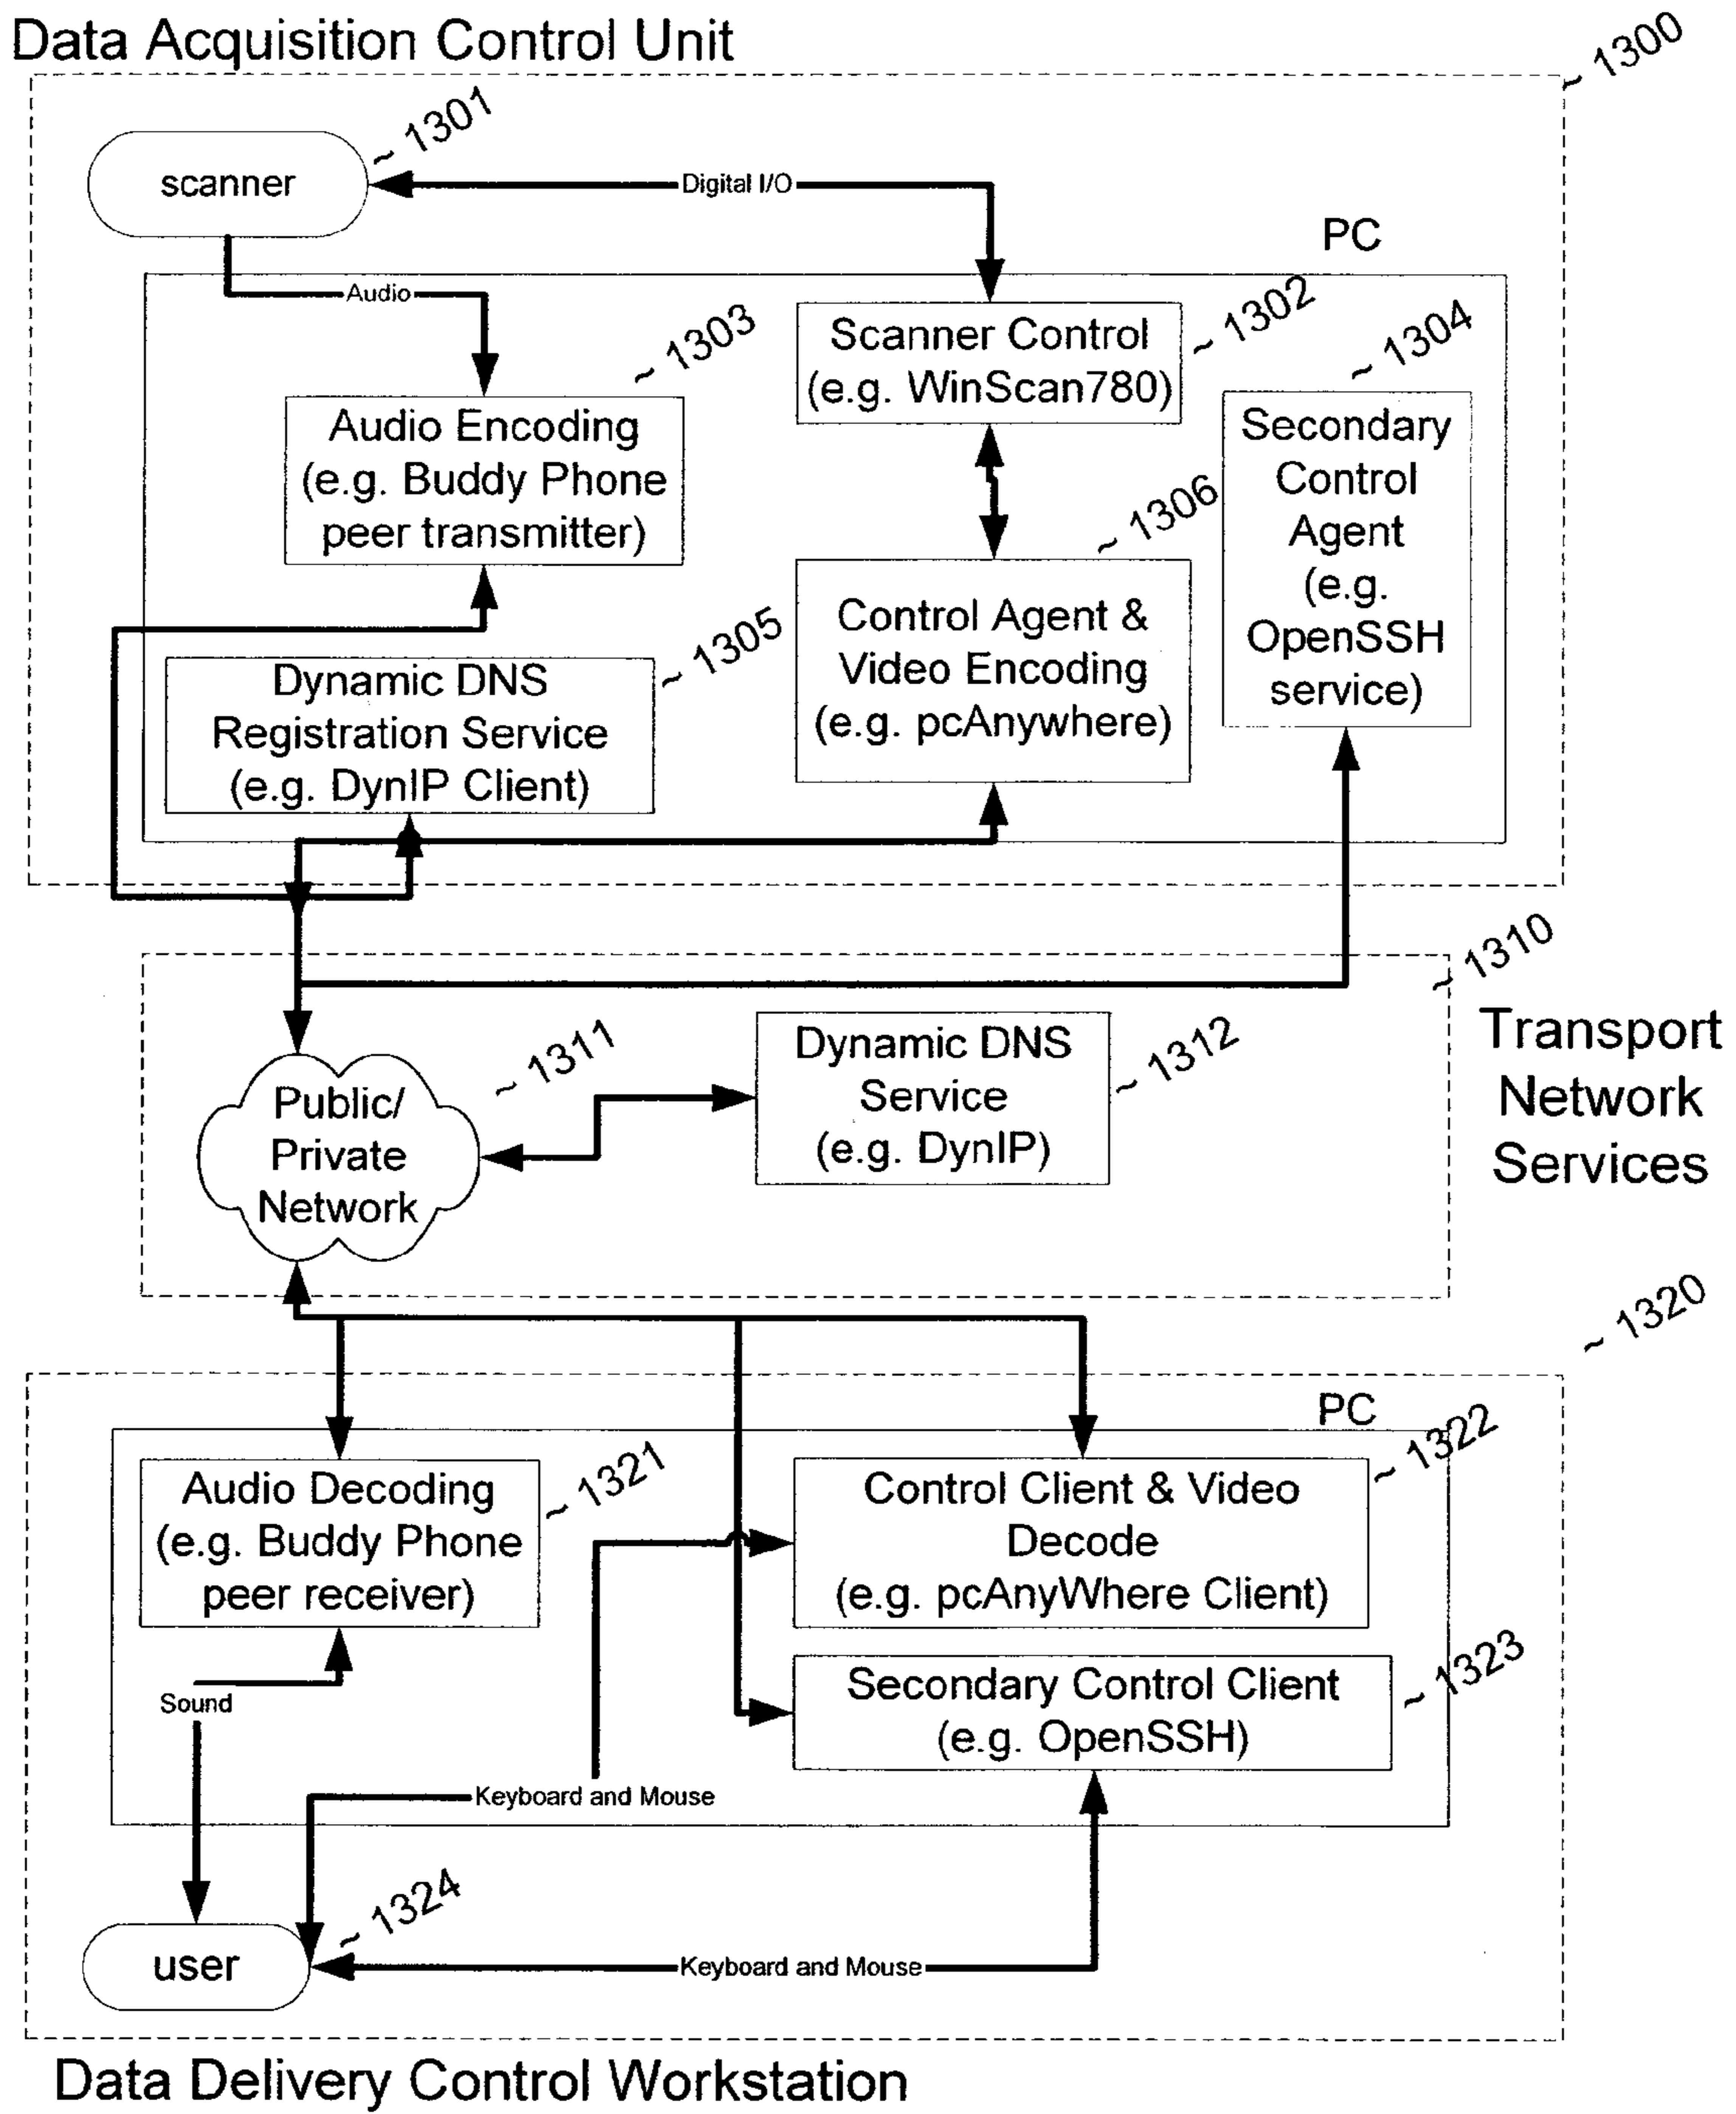 Data Acquisition Control Unit
~ 1300
~ 1301
scanner
Digital I/O
PC
Audio
~ 1303
Scanner Control
(e.g. WinScan780)
~ 1302
~ 1304
Audio Encoding
(e.g. Buddy Phone
peer transmitter)
Secondary
Control
Agent
(e.g.
OpenSSH
service)
~ 1306
~ 1305
Control Agent &
Video Encoding
(e.g. pcAnywhere)
Dynamic DNS
Registration Service
(e.g. DynIP Client)
~ 1310
Transport
Network
Services
~ 1311
Public/
Private
Network
Dynamic DNS
Service
(e.g. DynIP)
~ 1312
~ 1320
PC
~ 1321
~ 1322
Audio Decoding
(e.g. Buddy Phone
peer receiver)
Control Client & Video
Decode
(e.g. pcAnyWhere Client)
~ 1323
Secondary Control Client
(e.g. OpenSSH)
Sound
Keyboard and Mouse
~ 1324
user
Keyboard and Mouse
Data Delivery Control Workstation